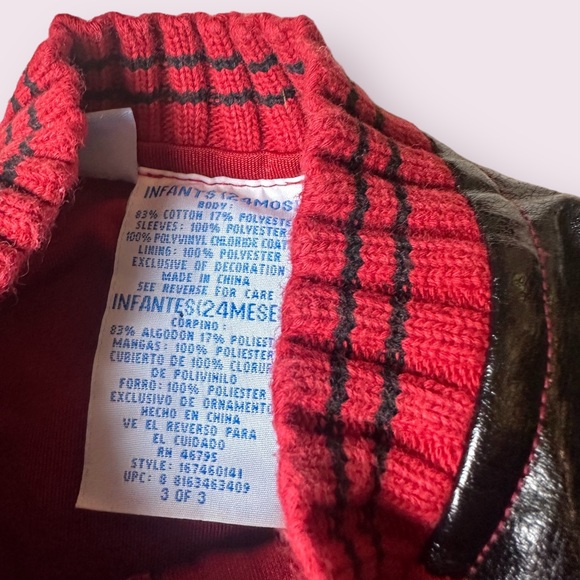 INFANTS(24MOS
BODY:
83% COTTON 17% POLYESTE
SLEEVES: 100% POLYESTER
100% POLYVINYL CHLORIDE COAT
LINING: 100% POLYESTER
EXCLUSIVE OF DECORATION
MADE IN CHINA
SEE REVERSE FOR CARE
INFANTES(24MESE
CORPINO:
83% ALGODON 17% POLIEST
MANGAS: 100% POLIESTER
CUBIERTO DE 100% CLORUR
DE POLIVINILO
FORRO: 100% POLIESTER
EXCLUSIVO DE ORNAMENTO
HECHO EN CHINA
VE EL REVERSO PARA
EL CUIDADO
RN 46795
STYLE: 167460141
UPC: 8 8163463409
3 OF 3